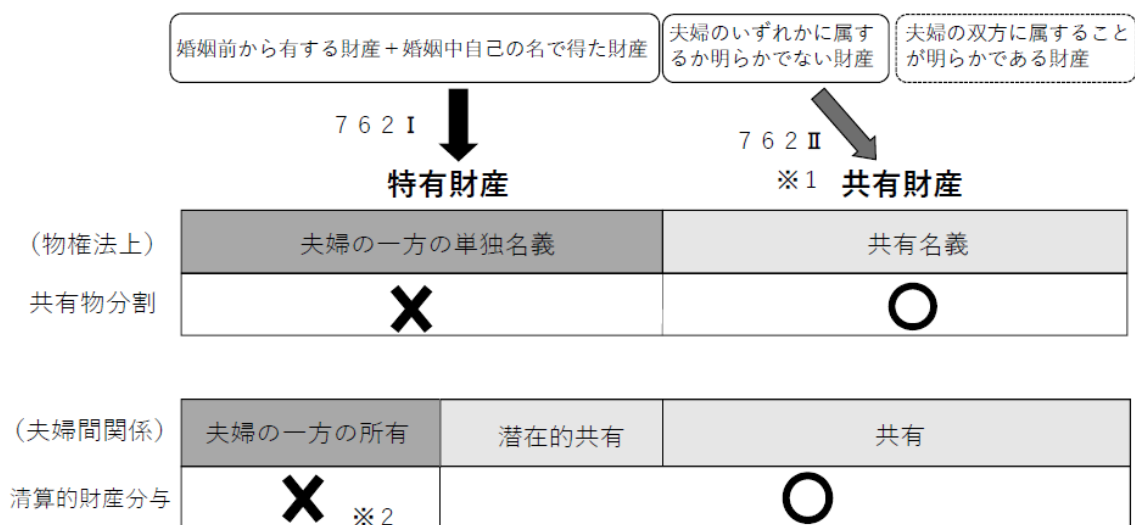 婚姻前から有する財産＋婚姻中自己の名で得た財産
夫婦のいずれかに属す
るか明らかでない財産
夫婦の双方に属すること
が明らかである財産
７６２Ⅰ
７６２Ⅱ
特有財産
※１ 共有財産
（物権法上） 夫婦の一方の単独名義 共有名義
共有物分割 ✕ 〇
（夫婦間関係） 夫婦の一方の所有 潜在的共有 共有
清算的財産分与 ✕ ※２ 〇